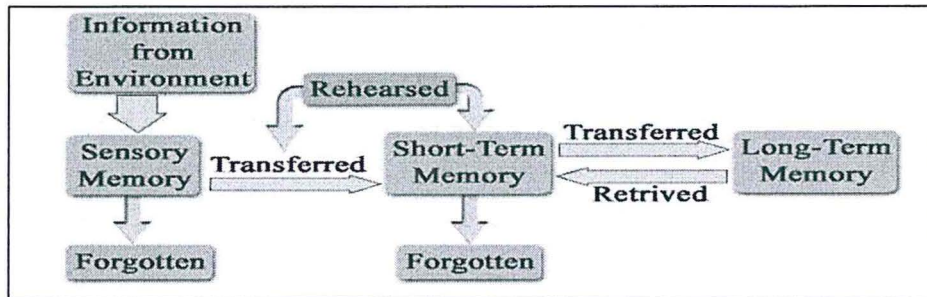 Information
from
Environment
Rehearsed
Sensory
Memory
Transferred
Short-Term
Memory
Transferred
Retrived
Long-Term
Memory
Forgotten
Forgotten